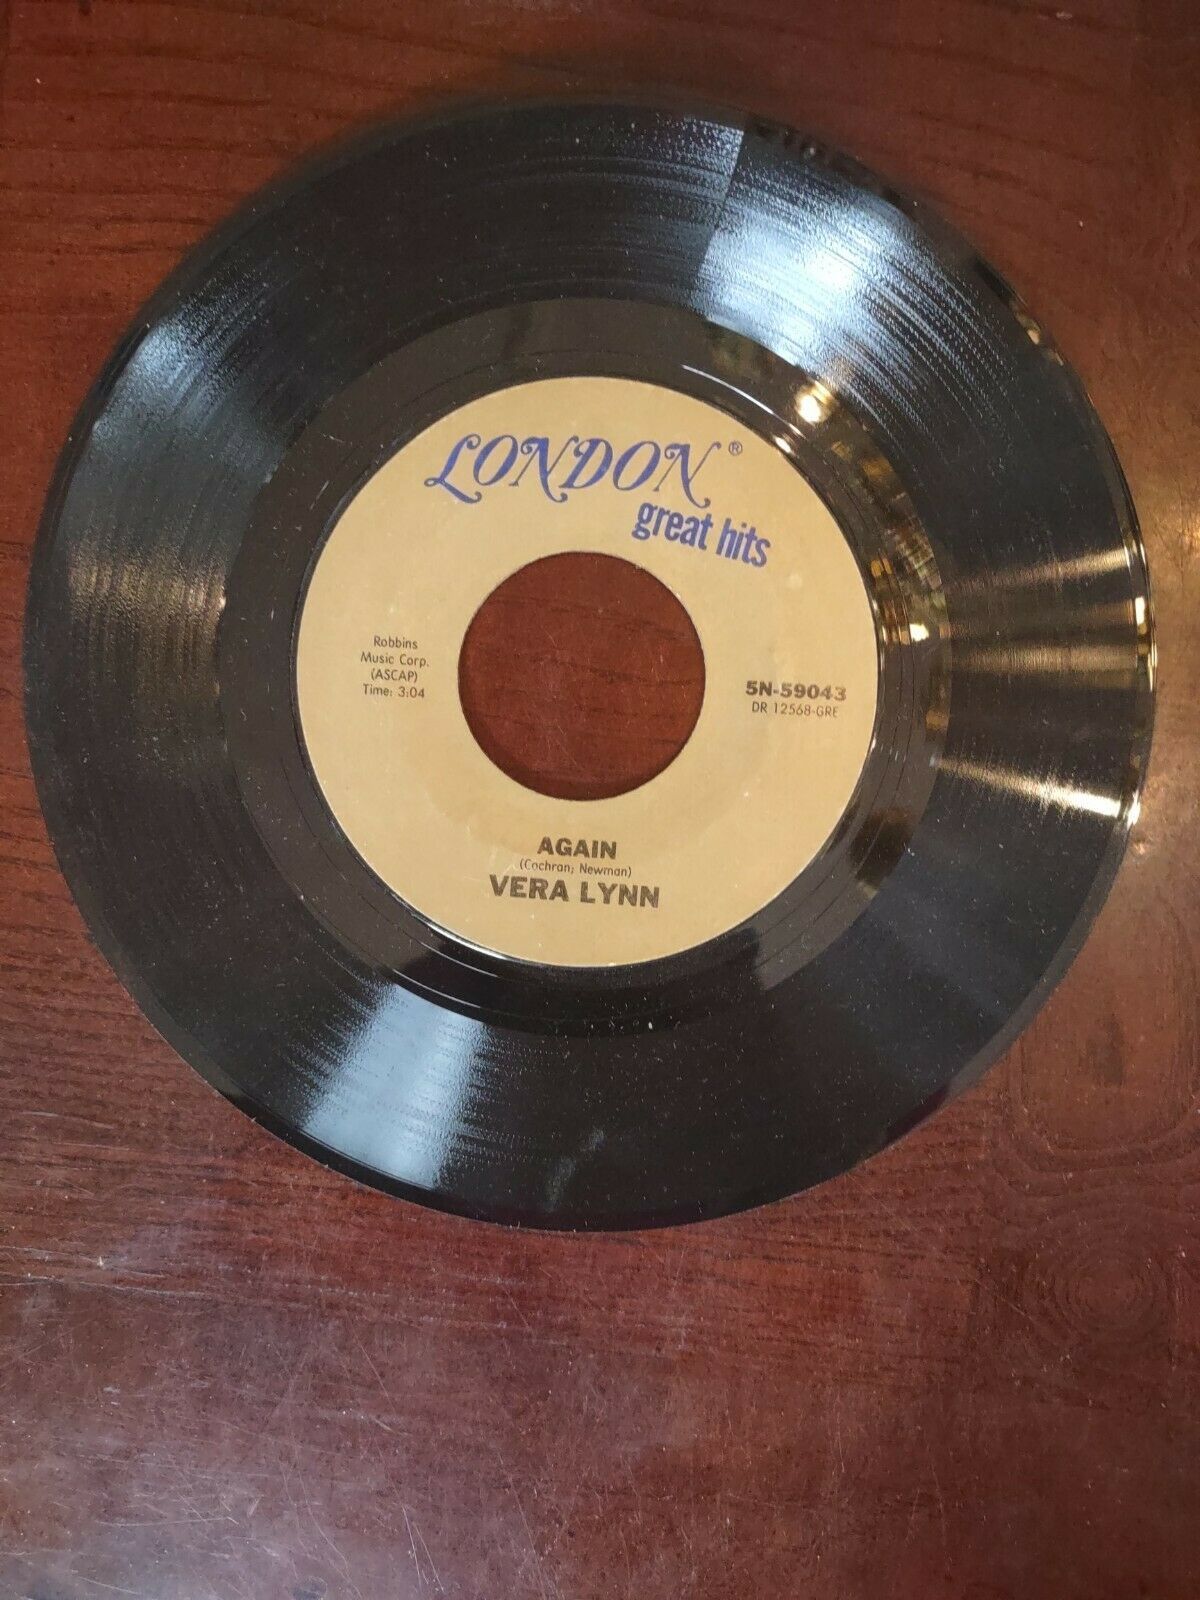 LONDON®
great hits
Robbins
Music Corp.
(ASCAP)
Time: 3:04
5N-59043
DR 12568-GRE
AGAIN
(Cochran; Newman)
VERA LYNN